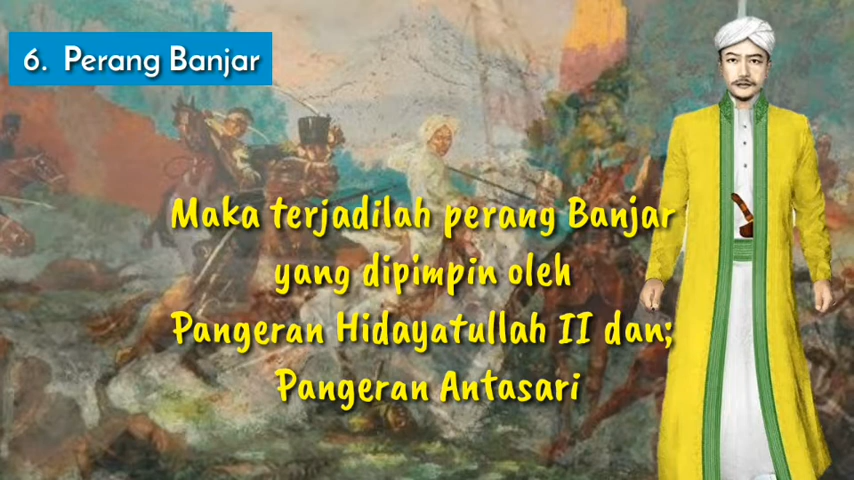 6. Perang Banjar
Maka terjadilah perang Banjar
yang dipimpin oleh
Pangeran Hidayatullah II dan;
Pangeran Antasari